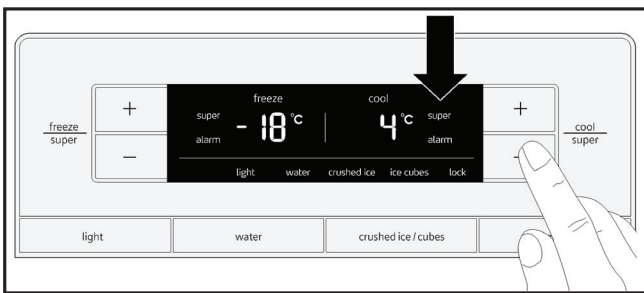 freeze
super
+
−
freeze cool
super -18°C 4°C super
alarm alarm
light water crushed ice ice cubes lock
+
cool
super
light water crushed ice / cubes